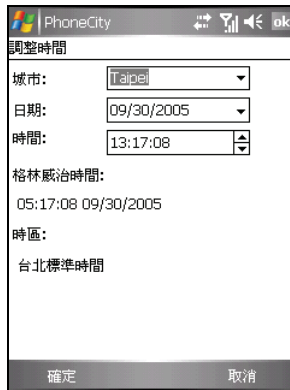 PhoneCity ok
調整時間
城市: Taipei
日期: 09/30/2005
時間: 13:17:08
格林威治時間:
05:17:08 09/30/2005
時區:
台北標準時間
確定 取消